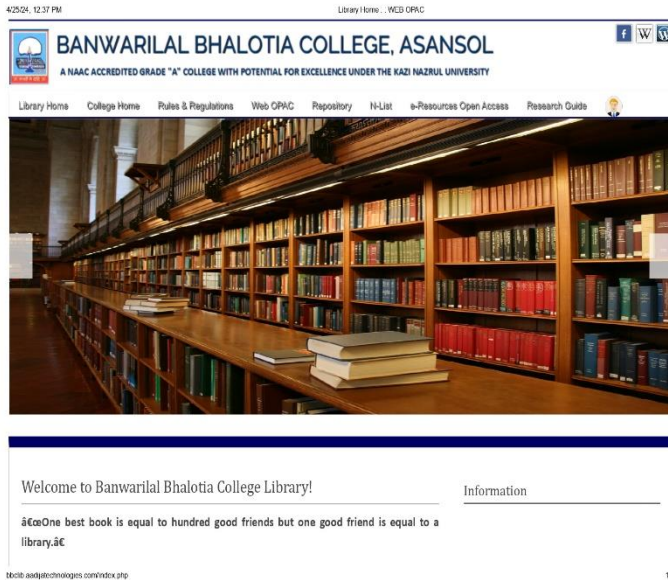 4/25/24, 12:37 PM
Library Home . . WEB OPAC
BANWARILAL BHALOTIA COLLEGE, ASANSOL
A NAAC ACCREDITED GRADE "A" COLLEGE WITH POTENTIAL FOR EXCELLENCE UNDER THE KAZI NAZRUL UNIVERSITY
f W W
Library Home College Home Rules & Regulations Web OPAC Repository N-List e-Resources Open Access Research Guide
Welcome to Banwarilal Bhalotia College Library!
Information
â€œOne best book is equal to hundred good friends but one good friend is equal to a
library.â€
bbclib.aadijatechnologies.com/index.php
1